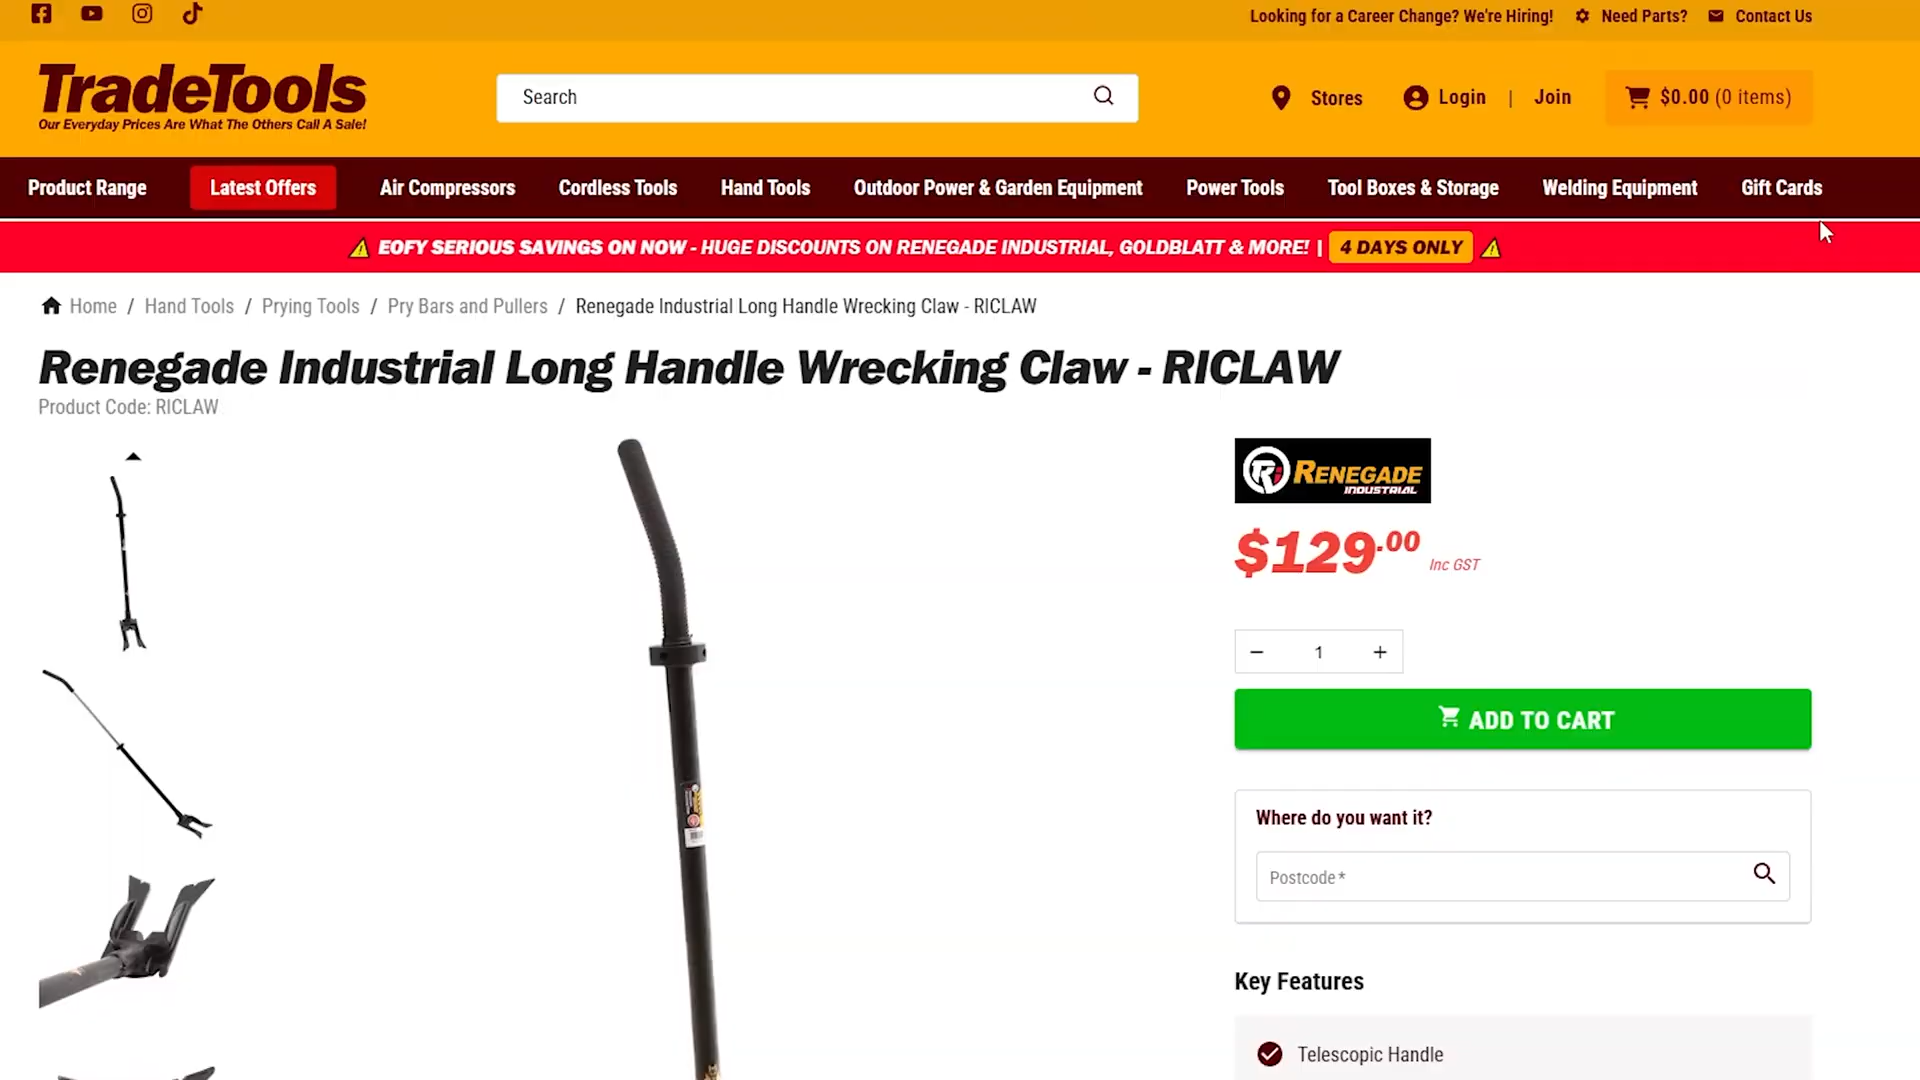 Looking for a Career Change? We're Hiring!
Need Parts?
Contact Us
TradeTools
Our Everyday Prices Are What The Others Call A Sale!
Search
Stores
Login | Join
$0.00 (0 items)
Product Range
Latest Offers
Air Compressors
Cordless Tools
Hand Tools
Outdoor Power & Garden Equipment
Power Tools
Tool Boxes & Storage
Welding Equipment
Gift Cards
EOFY SERIOUS SAVINGS ON NOW - HUGE DISCOUNTS ON RENEGADE INDUSTRIAL, GOLDBLATT & MORE! | 4 DAYS ONLY
Home / Hand Tools / Prying Tools / Pry Bars and Pullers / Renegade Industrial Long Handle Wrecking Claw - RICLAW
Renegade Industrial Long Handle Wrecking Claw - RICLAW
Product Code: RICLAW
Ri RENEGADE
INDUSTRIAL
$129.00 Inc GST
− 1 +
ADD TO CART
Where do you want it?
Postcode*
Key Features
Telescopic Handle